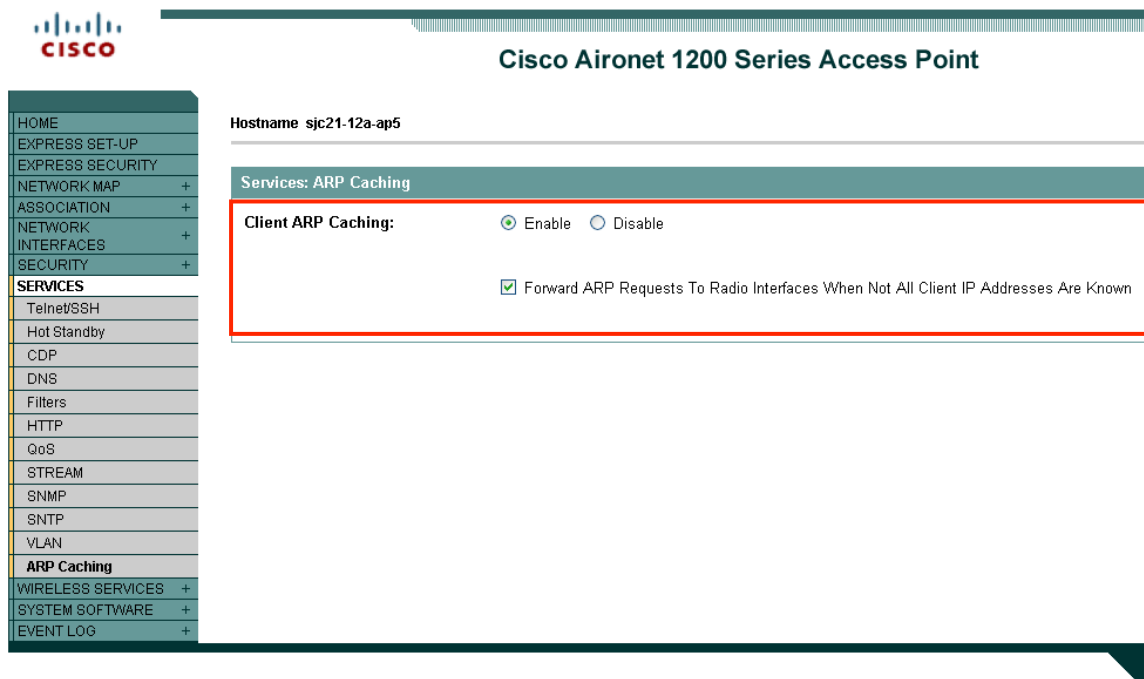 CISCO
Cisco Aironet 1200 Series Access Point
HOME
EXPRESS SET-UP
EXPRESS SECURITY
NETWORK MAP +
ASSOCIATION +
NETWORK
INTERFACES +
SECURITY +
SERVICES
Telnet/SSH
Hot Standby
CDP
DNS
Filters
HTTP
QoS
STREAM
SNMP
SNTP
VLAN
ARP Caching
WIRELESS SERVICES +
SYSTEM SOFTWARE +
EVENT LOG +
Hostname sjc21-12a-ap5
Services: ARP Caching
Client ARP Caching: Enable Disable
Forward ARP Requests To Radio Interfaces When Not All Client IP Addresses Are Known